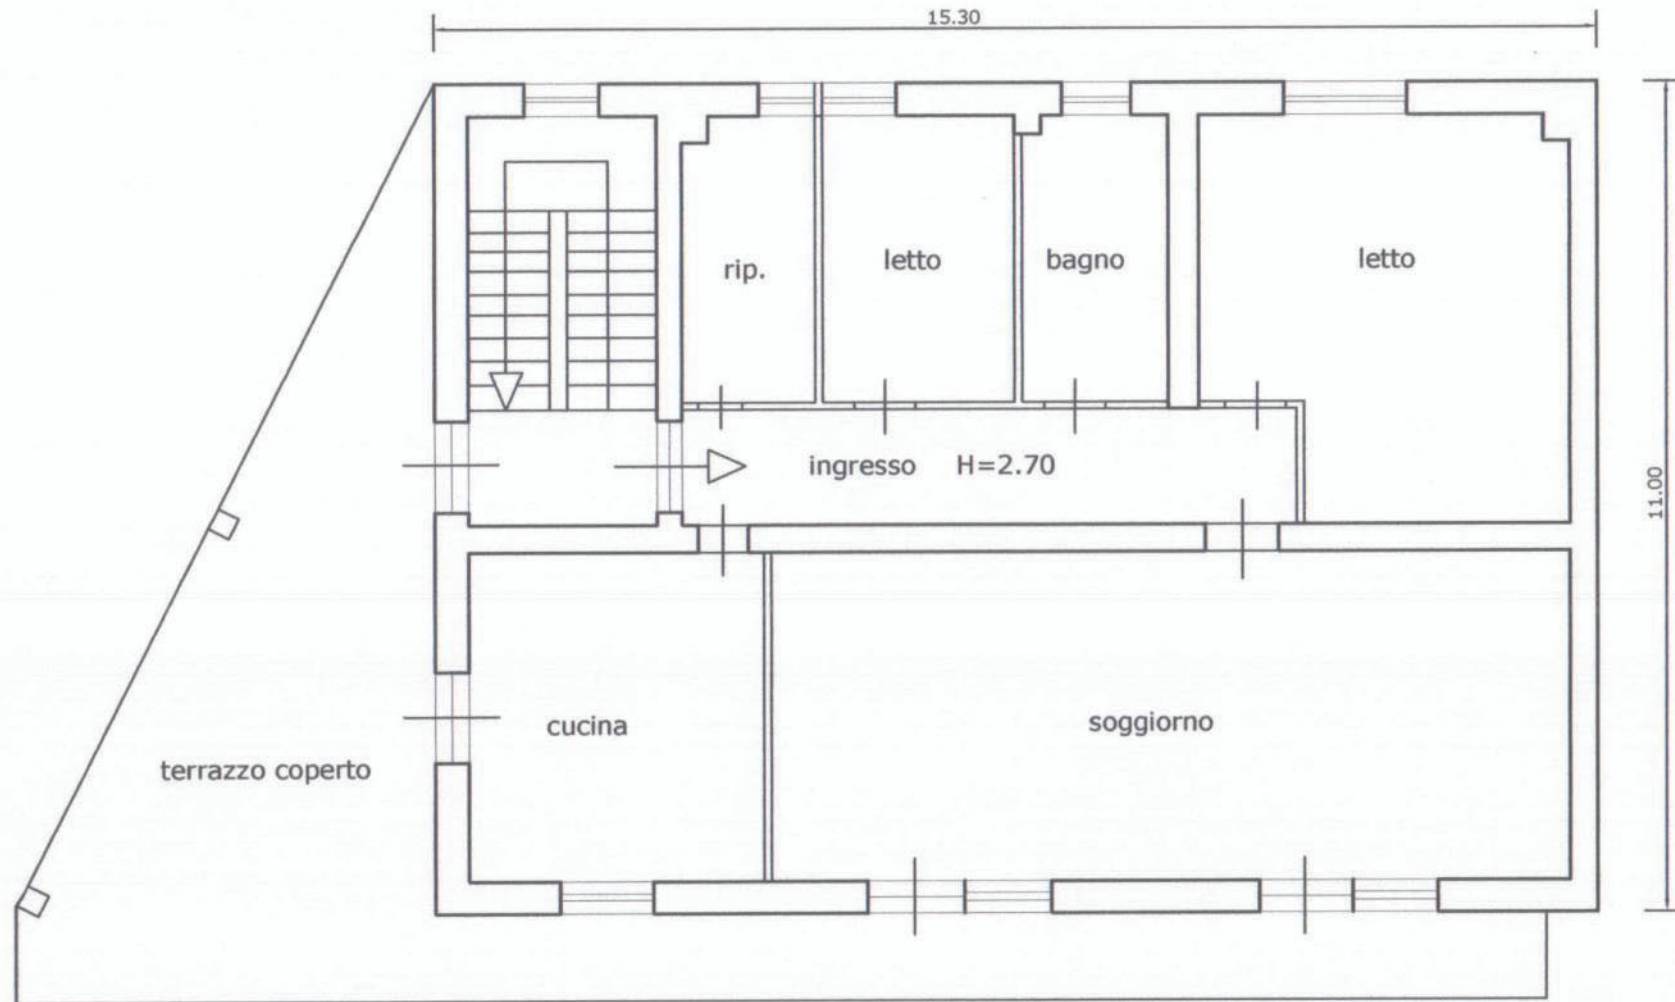 15.30
rip.
letto
bagno
letto
ingresso H=2.70
11.00
cucina
soggiorno
terrazzo coperto